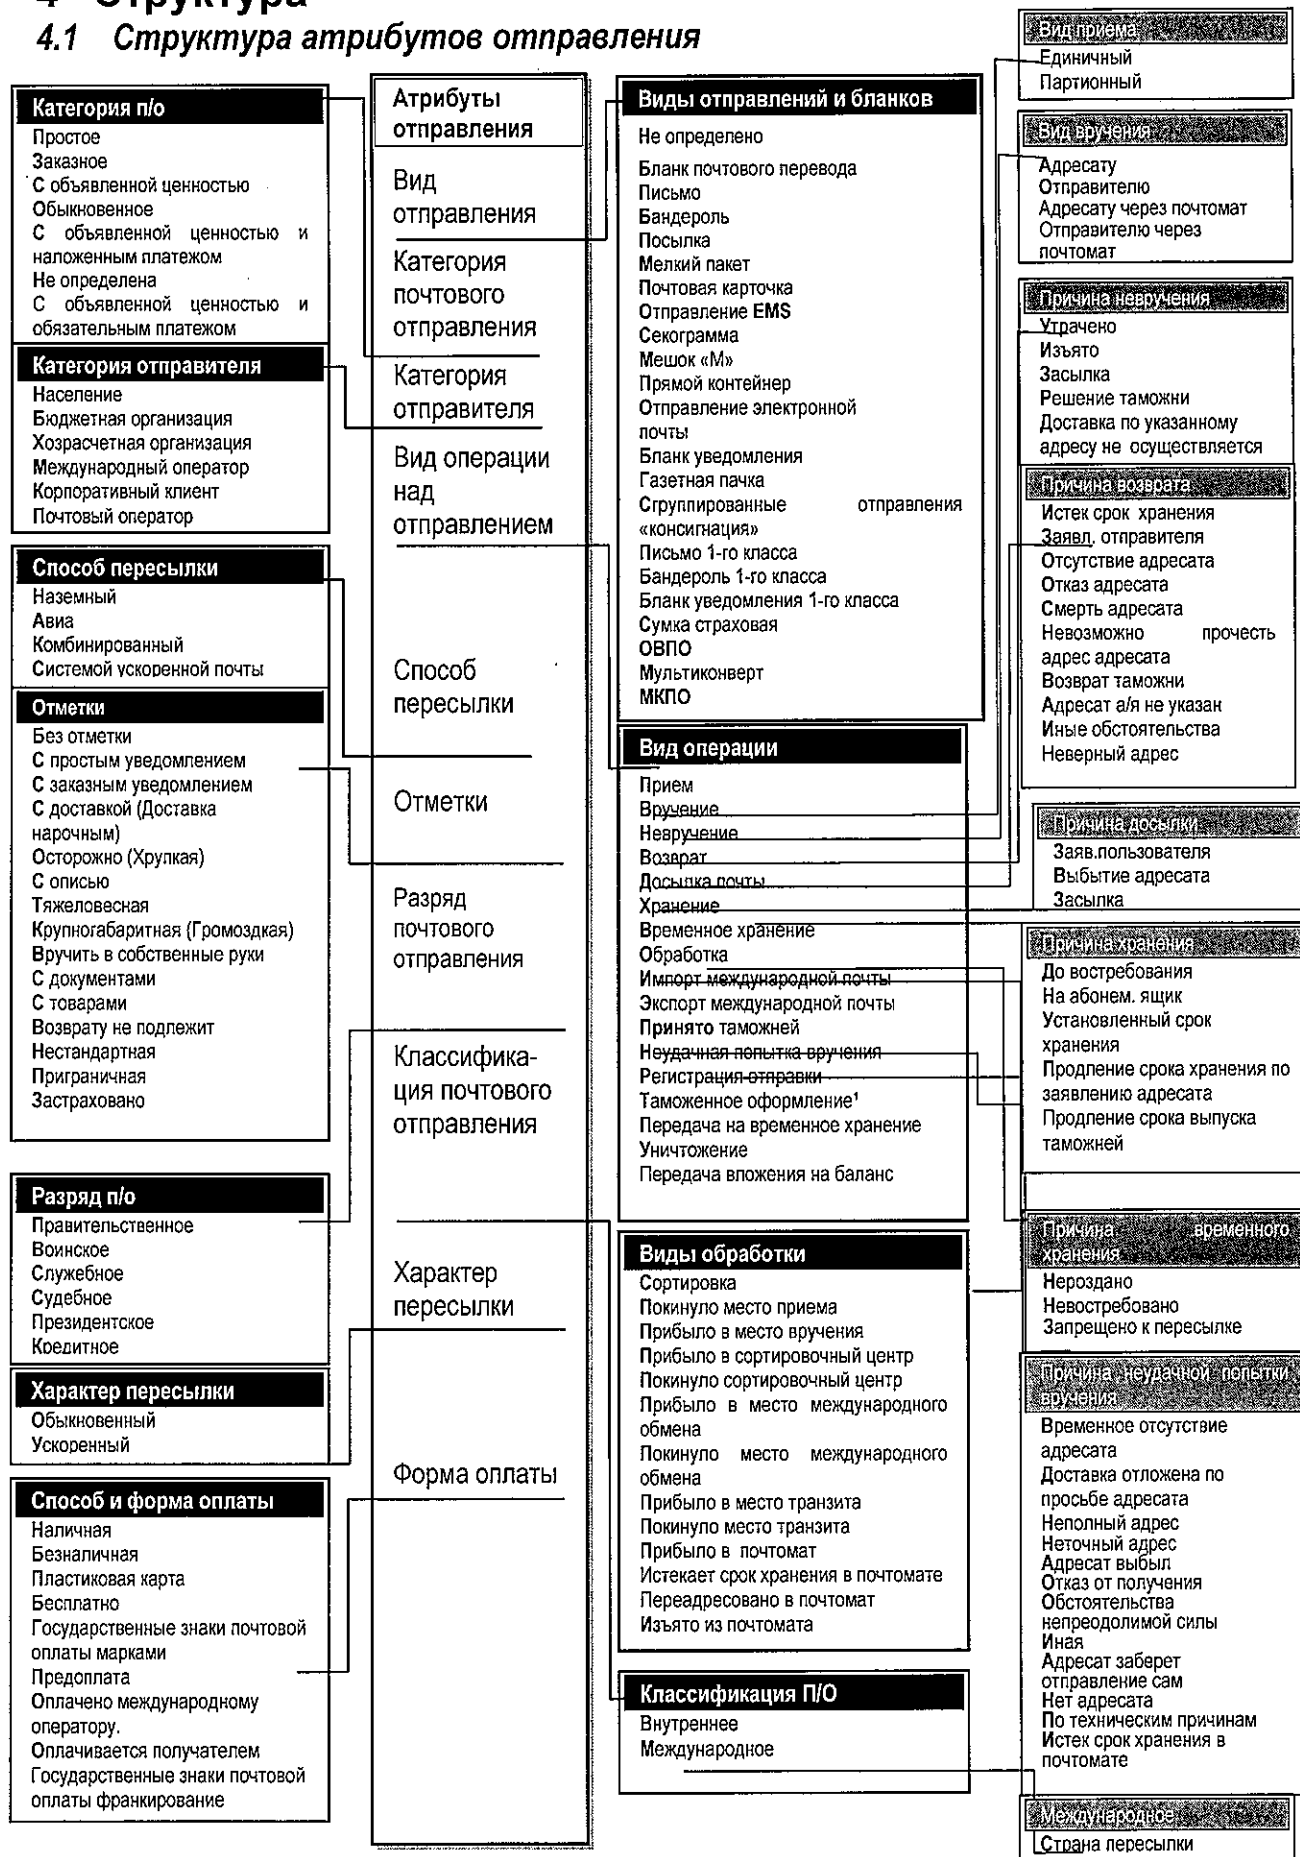 4 Структура
4.1 Структура атрибутов отправления
Категория п/о
Простое
Заказное
С объявленной ценностью
Обыкновенное
С объявленной ценностью и
наложенным платежом
Не определена
С объявленной ценностью и
обязательным платежом
Категория отправителя
Население
Бюджетная организация
Хозрасчетная организация
Международный оператор
Корпоративный клиент
Почтовый оператор
Способ пересылки
Наземный
Авиа
Комбинированный
Системой ускоренной почты
Отметки
Без отметки
С простым уведомлением
С заказным уведомлением
С доставкой (Доставка
нарочным)
Осторожно (Хрупкая)
С описью
Тяжеловесная
Крупногабаритная (Громоздкая)
Вручить в собственные руки
С документами
С товарами
Возврату не подлежит
Нестандартная
Приграничная
Застраховано
Разряд п/о
Правительственное
Воинское
Служебное
Судебное
Президентское
Кредитное
Характер пересылки
Обыкновенный
Ускоренный
Способ и форма оплаты
Наличная
Безналичная
Пластиковая карта
Бесплатно
Государственные знаки почтовой
оплаты марками
Предоплата
Оплачено международному
оператору.
Оплачивается получателем
Государственные знаки почтовой
оплаты франкирование
Атрибуты
отправления
Вид
отправления
Категория
почтового
отправления
Категория
отправителя
Вид операции
над
отправлением
Способ
пересылки
Отметки
Разряд
почтового
отправления
Классифика-
ция почтового
отправления
Характер
пересылки
Форма оплаты
Виды отправлений и бланков
Не определено
Бланк почтового перевода
Письмо
Бандероль
Посылка
Мелкий пакет
Почтовая карточка
Отправление EMS
Секограмма
Мешок «М»
Прямой контейнер
Отправление электронной
почты
Бланк уведомления
Газетная пачка
Сгруппированные отправления
«консигнация»
Письмо 1-го класса
Бандероль 1-го класса
Бланк уведомления 1-го класса
Сумка страховая
ОВПО
Мультиконверт
МКПО
Вид операции
Прием
Вручение
Невручение
Возврат
Досылка почты
Хранение
Временное хранение
Обработка
Импорт международной почты
Экспорт международной почты
Принято таможней
Неудачная попытка вручения
Регистрация отправки
Таможенное оформление¹
Передача на временное хранение
Уничтожение
Передача вложения на баланс
Виды обработки
Сортировка
Покинуло место приема
Прибыло в место вручения
Прибыло в сортировочный центр
Покинуло сортировочный центр
Прибыло в место международного
обмена
Покинуло место международного
обмена
Прибыло в место транзита
Покинуло место транзита
Прибыло в почтомат
Истекает срок хранения в почтомате
Переадресовано в почтомат
Изъято из почтомата
Классификация П/О
Внутреннее
Международное
Вид приема
Единичный
Партионный
Вид вручения
Адресату
Отправителю
Адресату через почтомат
Отправителю через
почтомат
Причина невручения
Утрачено
Изъято
Засылка
Решение таможни
Доставка по указанному
адресу не осуществляется
Причина возврата
Истек срок хранения
Заявл. отправителя
Отсутствие адресата
Отказ адресата
Смерть адресата
Невозможно прочесть
адрес адресата
Возврат таможни
Адресат а/я не указан
Иные обстоятельства
Неверный адрес
Причина досылки
Заяв.пользователя
Выбытие адресата
Засылка
Причина хранения
До востребования
На абонем. ящик
Установленный срок
хранения
Продление срока хранения по
заявлению адресата
Продление срока выпуска
таможней
Причина временного
хранения
Нероздано
Невостребовано
Запрещено к пересылке
Причина неудачной попытки
вручения
Временное отсутствие
адресата
Доставка отложена по
просьбе адресата
Неполный адрес
Неточный адрес
Адресат выбыл
Отказ от получения
Обстоятельства
непреодолимой силы
Иная
Адресат заберет
отправление сам
Нет адресата
По техническим причинам
Истек срок хранения в
почтомате
Международное
Страна пересылки